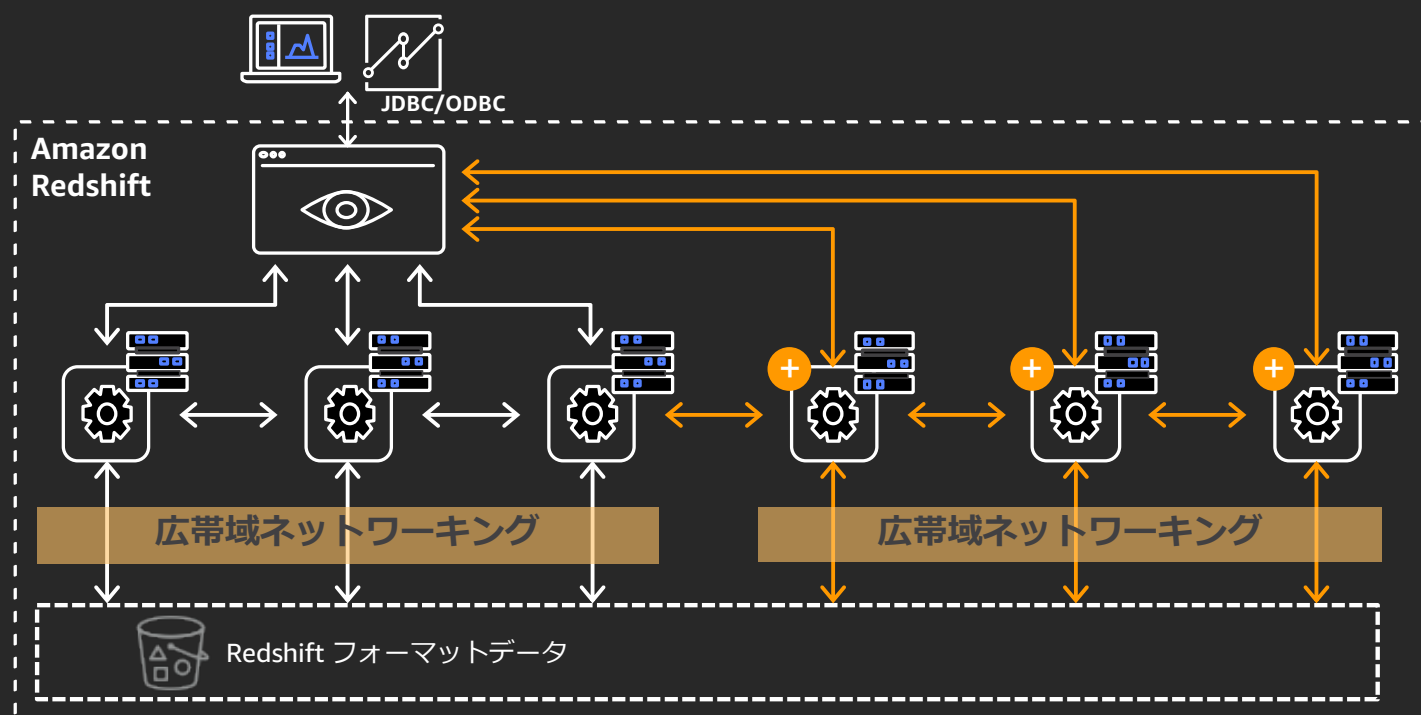 JDBC/ODBC
Amazon
Redshift
+
+
+
広帯域ネットワーキング
広帯域ネットワーキング
Redshift フォーマットデータ